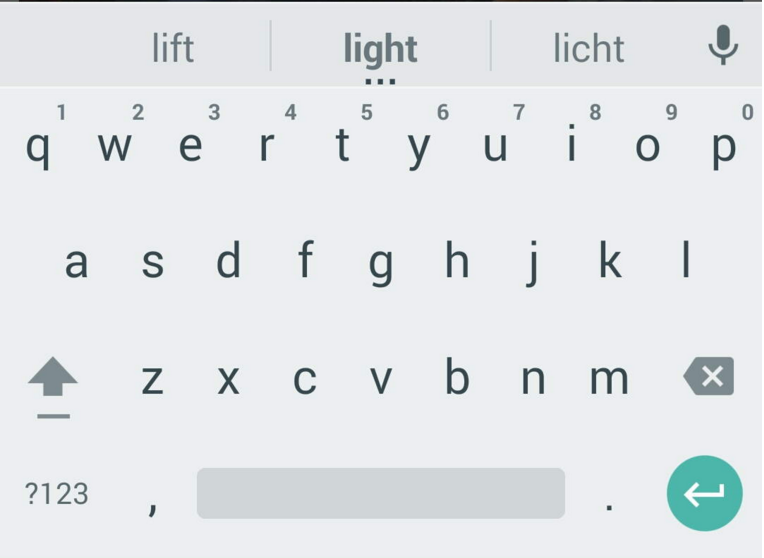 lift light licht
1 2 3 4 5 6 7 8 9 0
q w e r t y u i o p
a s d f g h j k l
z x c v b n m
?123 , .